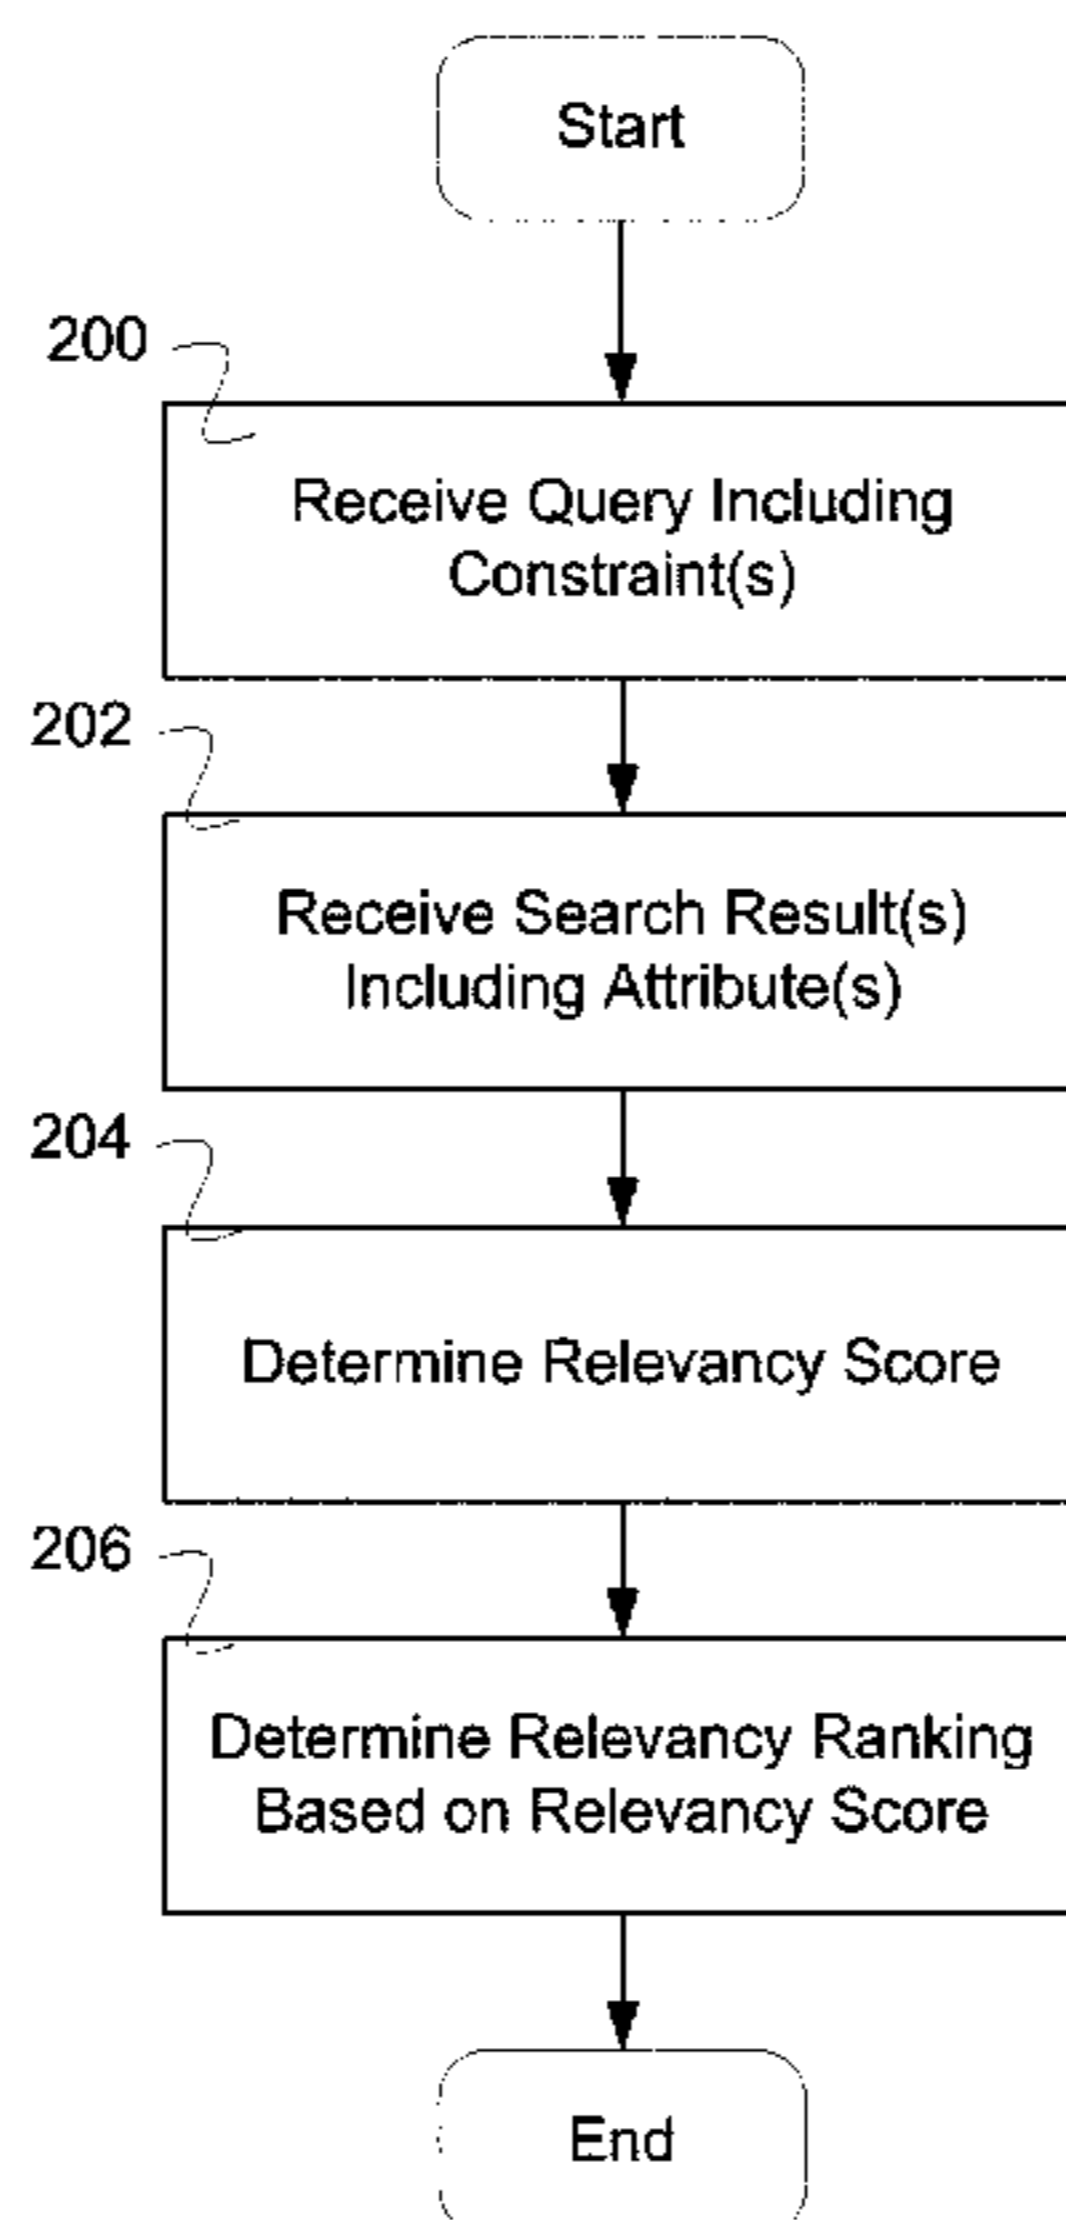 Start
200
Receive Query Including
Constraint(s)
202
Receive Search Result(s)
Including Attribute(s)
204
Determine Relevancy Score
206
Determine Relevancy Ranking
Based on Relevancy Score
End